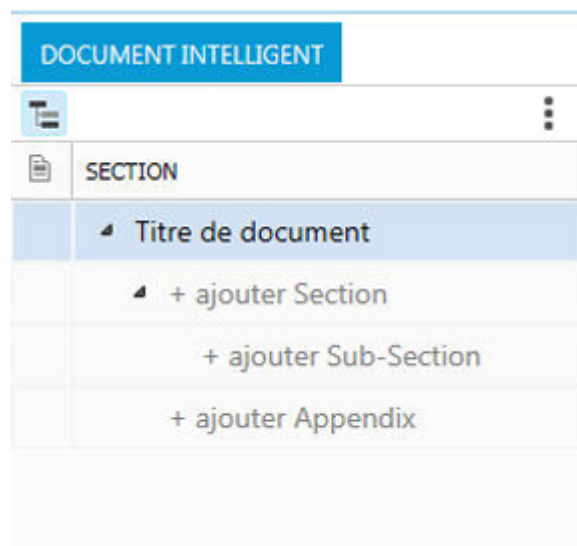 DOCUMENT INTELLIGENT
SECTION
Titre de document
+ ajouter Section
+ ajouter Sub-Section
+ ajouter Appendix